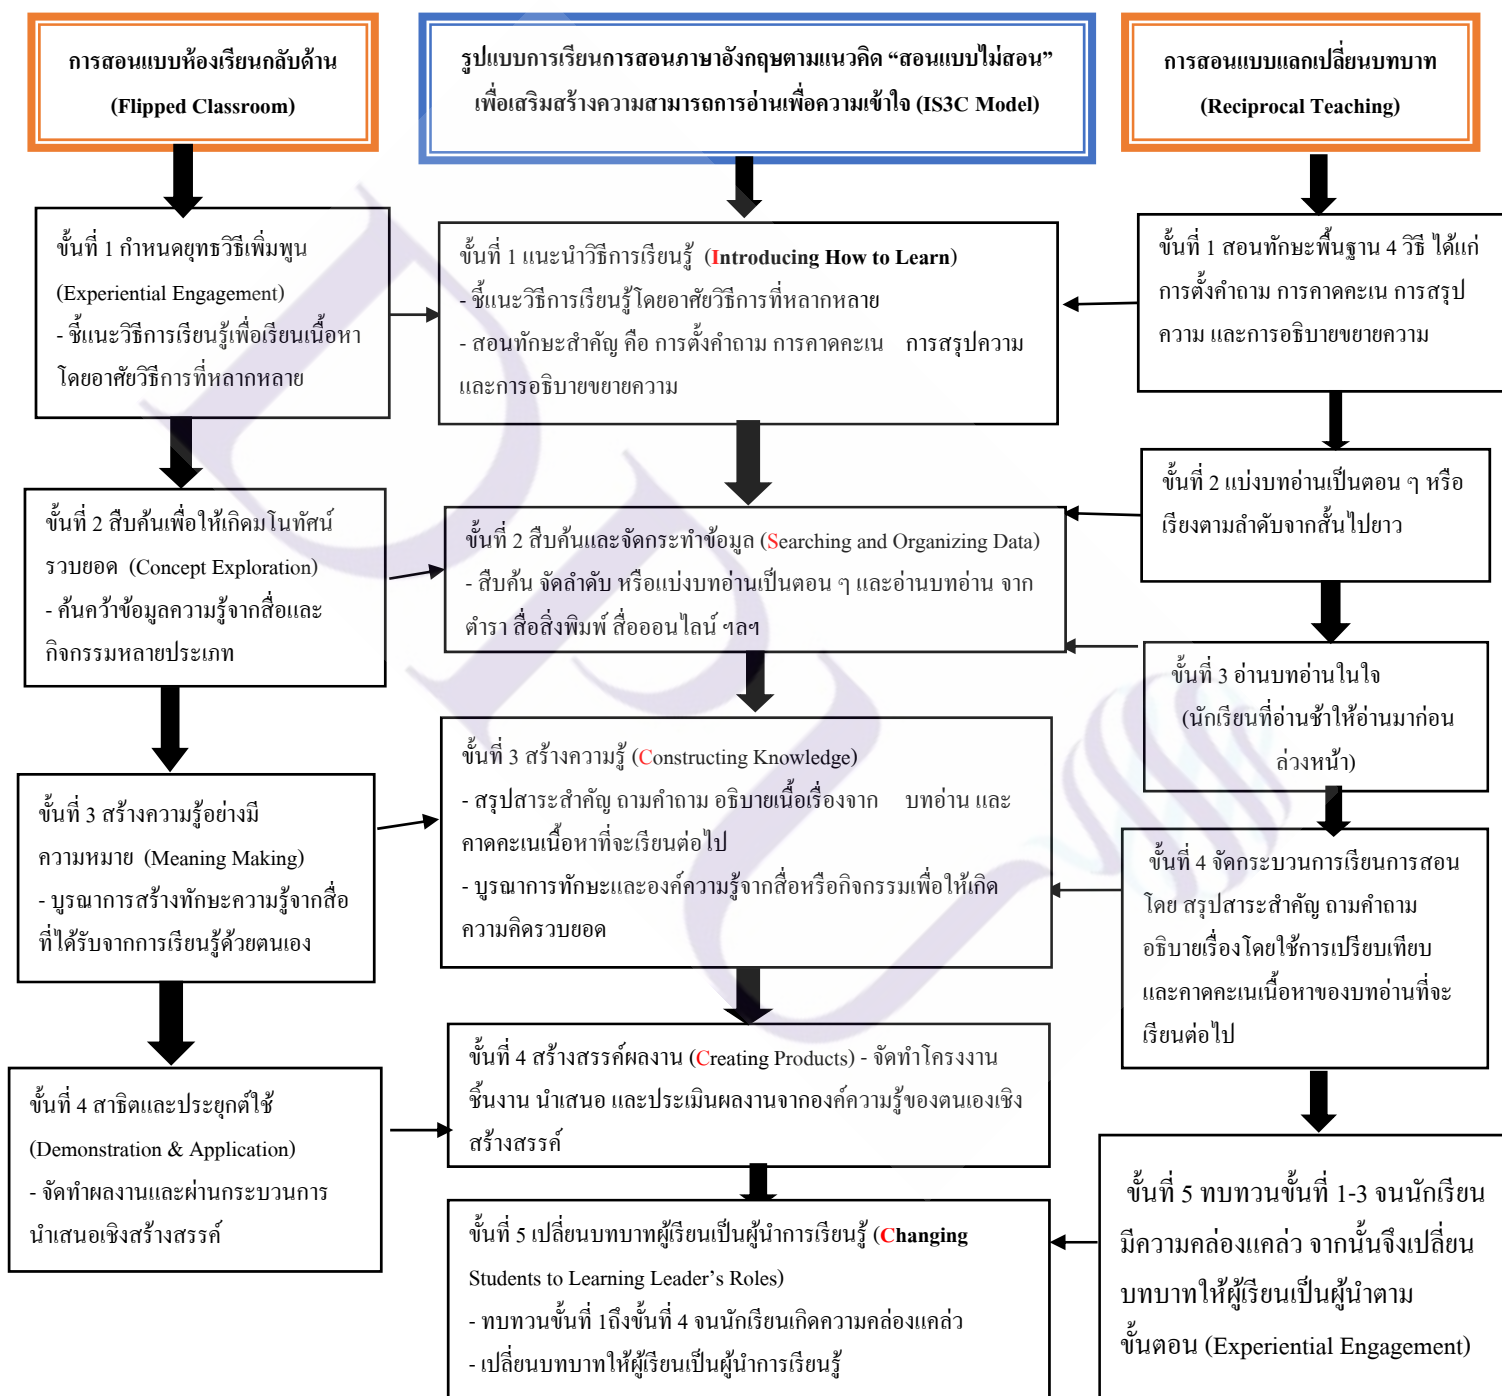 การสอนแบบห้องเรียนกลับด้าน
(Flipped Classroom)
ขั้นที่ 1 กำหนดยุทธวิธีเพิ่มพูน
(Experiential Engagement)
- ชี้แนะวิธีการเรียนรู้เพื่อเรียนเนื้อหา
โดยอาศัยวิธีการที่หลากหลาย
ขั้นที่ 2 สืบค้นเพื่อให้เกิดมโนทัศน์
รวบยอด (Concept Exploration)
- ค้นคว้าข้อมูลความรู้จากสื่อและ
กิจกรรมหลายประเภท
ขั้นที่ 3 สร้างความรู้อย่างมี
ความหมาย (Meaning Making)
- บูรณาการสร้างทักษะความรู้จากสื่อ
ที่ได้รับจากการเรียนรู้ด้วยตนเอง
ขั้นที่ 4 สาธิตและประยุกต์ใช้
(Demonstration & Application)
- จัดทำผลงานและผ่านกระบวนการ
นำเสนอเชิงสร้างสรรค์
รูปแบบการเรียนการสอนภาษาอังกฤษตามแนวคิด “สอนแบบไม่สอน”
เพื่อเสริมสร้างความสามารถการอ่านเพื่อความเข้าใจ (IS3C Model)
ขั้นที่ 1 แนะนำวิธีการเรียนรู้ (Introducing How to Learn)
- ชี้แนะวิธีการเรียนรู้โดยอาศัยวิธีการที่หลากหลาย
- สอนทักษะสำคัญ คือ การตั้งคำถาม การคาดคะเน การสรุปความ
และการอธิบายขยายความ
ขั้นที่ 2 สืบค้นและจัดกระทำข้อมูล (Searching and Organizing Data)
- สืบค้น จัดลำดับ หรือแบ่งบทอ่านเป็นตอน ๆ และอ่านบทอ่าน จาก
ตำรา สื่อสิ่งพิมพ์ สื่อออนไลน์ ฯลฯ
ขั้นที่ 3 สร้างความรู้ (Constructing Knowledge)
- สรุปสาระสำคัญ ถามคำถาม อธิบายเนื้อเรื่องจาก บทอ่าน และ
คาดคะเนเนื้อหาที่จะเรียนต่อไป
- บูรณาการทักษะและองค์ความรู้จากสื่อหรือกิจกรรมเพื่อให้เกิด
ความคิดรวบยอด
ขั้นที่ 4 สร้างสรรค์ผลงาน (Creating Products) - จัดทำโครงงาน
ชิ้นงาน นำเสนอ และประเมินผลงานจากองค์ความรู้ของตนเองเชิง
สร้างสรรค์
ขั้นที่ 5 เปลี่ยนบทบาทผู้เรียนเป็นผู้นำการเรียนรู้ (Changing
Students to Learning Leader’s Roles)
- ทบทวนขั้นที่ 1ถึงขั้นที่ 4 จนนักเรียนเกิดความคล่องแคล่ว
- เปลี่ยนบทบาทให้ผู้เรียนเป็นผู้นำการเรียนรู้
การสอนแบบแลกเปลี่ยนบทบาท
(Reciprocal Teaching)
ขั้นที่ 1 สอนทักษะพื้นฐาน 4 วิธี ได้แก่
การตั้งคำถาม การคาดคะเน การสรุป
ความ และการอธิบายขยายความ
ขั้นที่ 2 แบ่งบทอ่านเป็นตอน ๆ หรือ
เรียงตามลำดับจากสั้นไปยาว
ขั้นที่ 3 อ่านบทอ่านในใจ
(นักเรียนที่อ่านช้าให้อ่านมาก่อน
ล่วงหน้า)
ขั้นที่ 4 จัดกระบวนการเรียนการสอน
โดย สรุปสาระสำคัญ ถามคำถาม
อธิบายเรื่องโดยใช้การเปรียบเทียบ
และคาดคะเนเนื้อหาของบทอ่านที่จะ
เรียนต่อไป
ขั้นที่ 5 ทบทวนขั้นที่ 1-3 จนนักเรียน
มีความคล่องแคล่ว จากนั้นจึงเปลี่ยน
บทบาทให้ผู้เรียนเป็นผู้นำตาม
ขั้นตอน (Experiential Engagement)
DPU